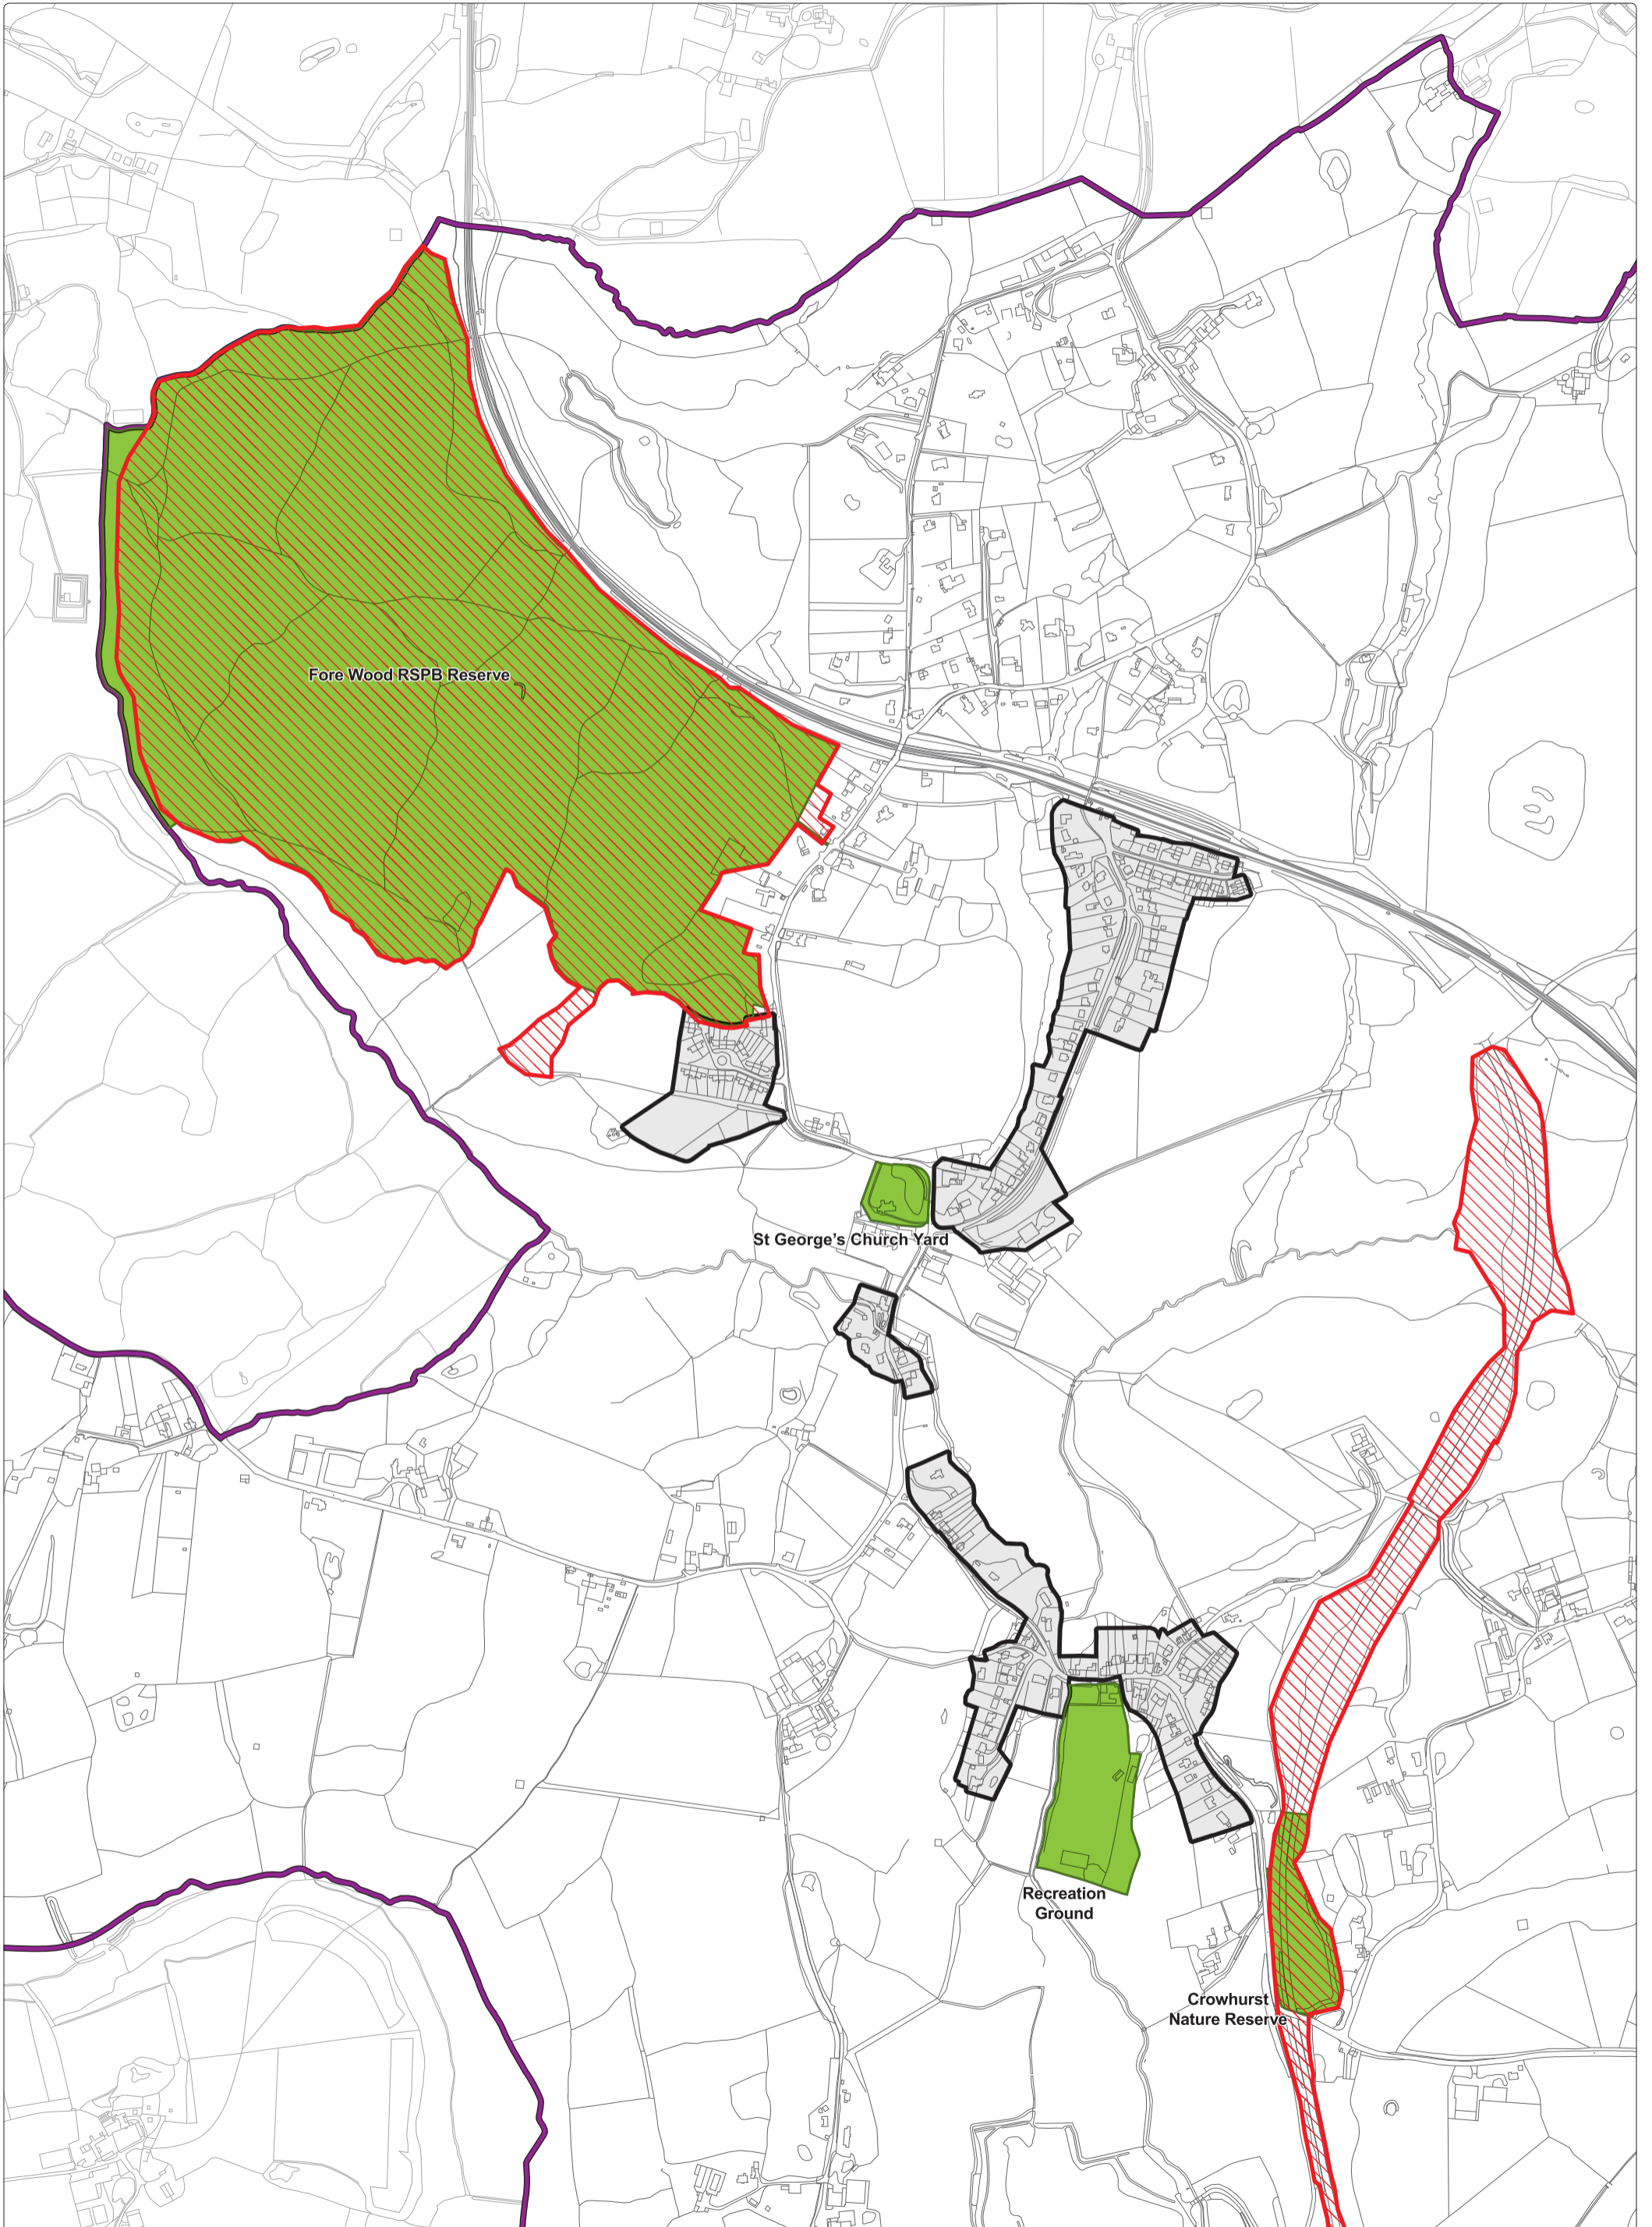 Fore Wood RSPB Reserve
St George's Church Yard
Recreation
Ground
Crowhurst
Nature Reserve